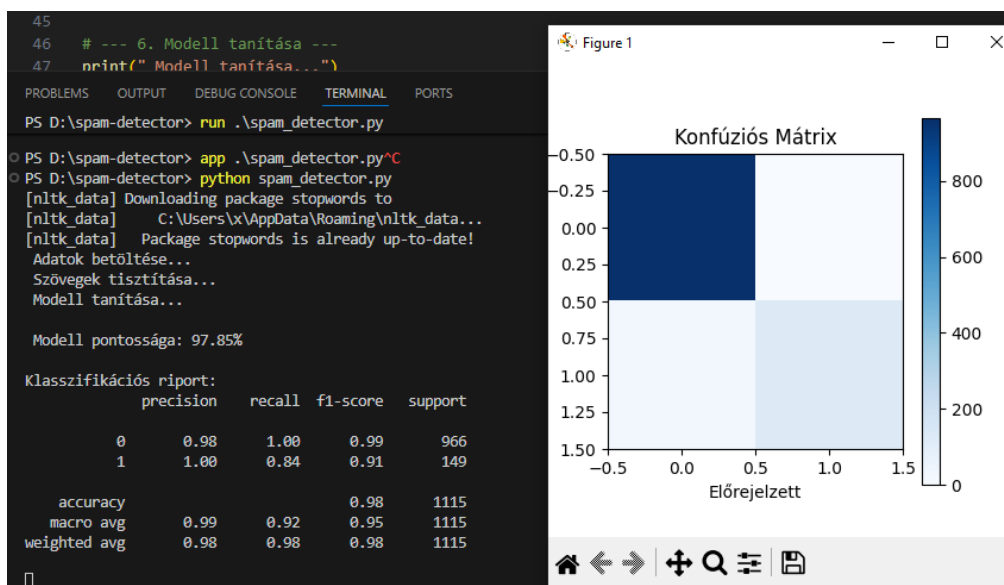 45
46 # --- 6. Modell tanítása ---
47 print(" Modell tanítása...")
PROBLEMS OUTPUT DEBUG CONSOLE TERMINAL PORTS
PS D:\spam-detector> run .\spam_detector.py
PS D:\spam-detector> app .\spam_detector.py^C
PS D:\spam-detector> python spam_detector.py
[nltk_data] Downloading package stopwords to
[nltk_data]     C:\Users\x\AppData\Roaming\nltk_data...
[nltk_data]   Package stopwords is already up-to-date!
Adatok betöltése...
Szövegek tisztítása...
Modell tanítása...
Modell pontossága: 97.85%
Klasszifikációs riport:
precision recall f1-score support
0 0.98 1.00 0.99 966
1 1.00 0.84 0.91 149
accuracy 0.98 1115
macro avg 0.99 0.92 0.95 1115
weighted avg 0.98 0.98 0.98 1115
Figure 1
Konfúziós Mátrix
−0.50
−0.25
0.00
0.25
0.50
0.75
1.00
1.25
1.50
−0.5 0.0 0.5 1.0 1.5
Előrejelzett
800
600
400
200
0